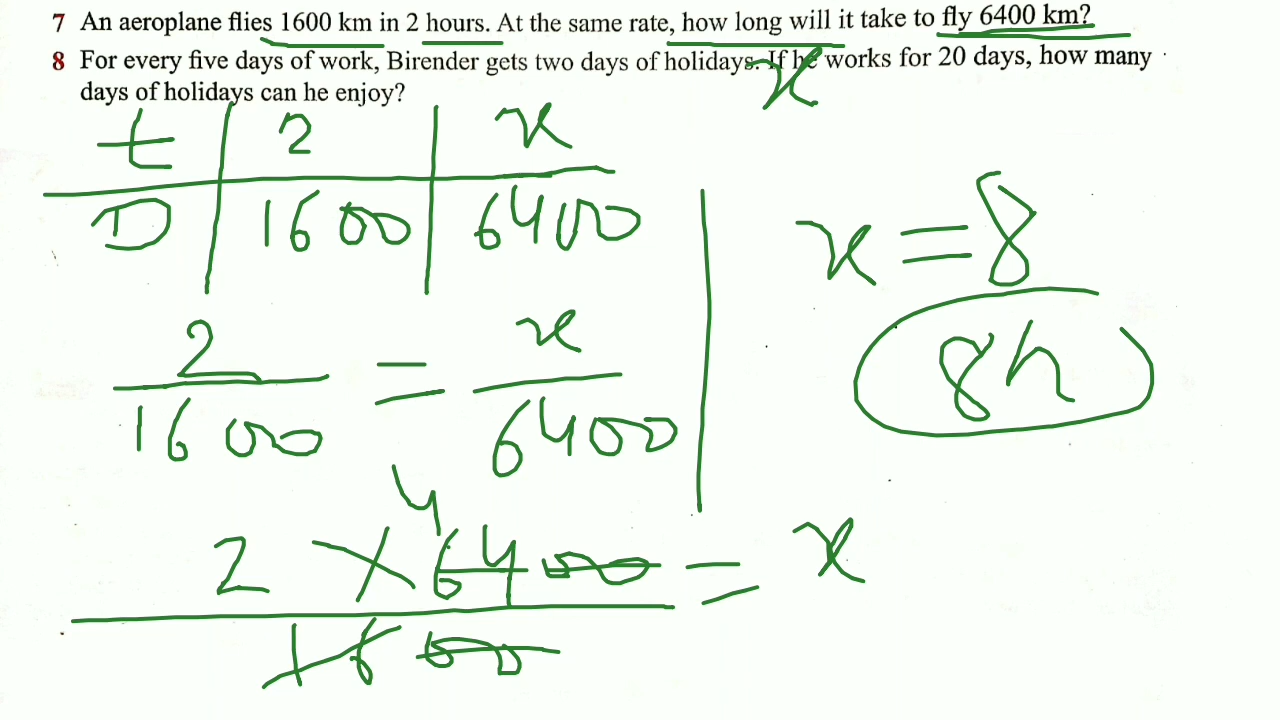 7 An aeroplane flies 1600 km in 2 hours. At the same rate, how long will it take to fly 6400 km?
8 For every five days of work, Birender gets two days of holidays. If he works for 20 days, how many
days of holidays can he enjoy?
x
t 2 x
D 1600 6400
x = 8
2/1600 = x/6400
8h
4
2 × 6400 = x
1600